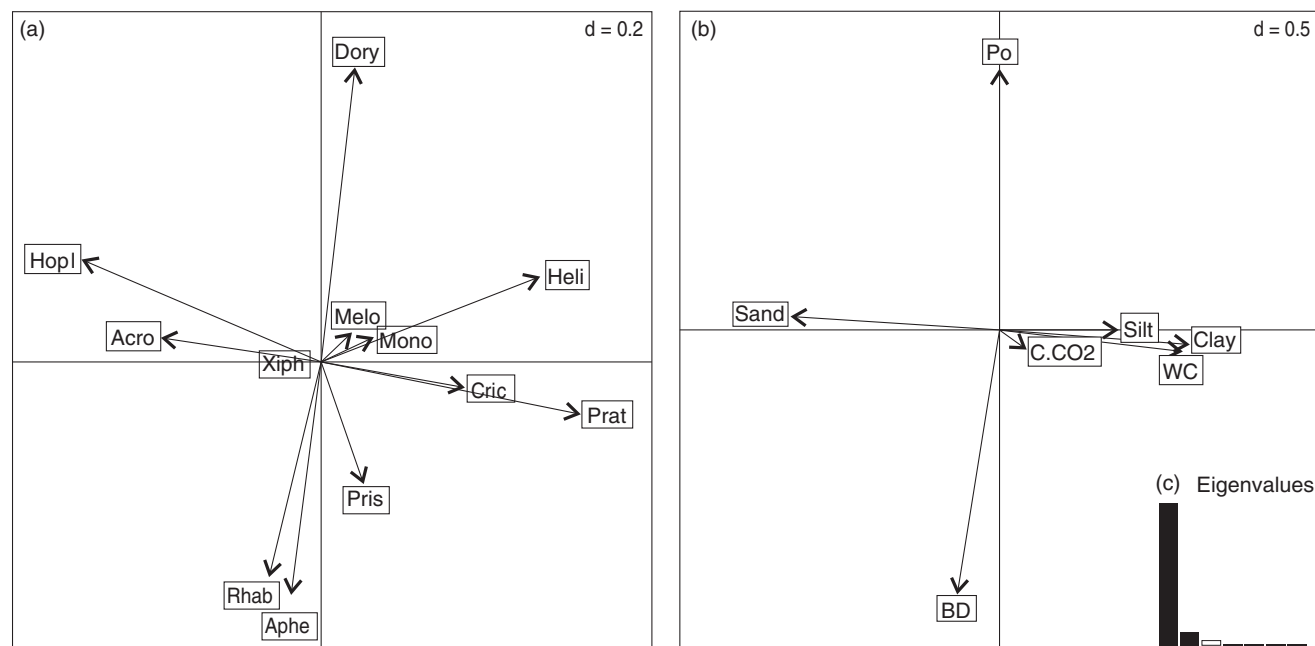 (a)
d = 0.2
Dory
Hopl
Heli
Melo
Acro
Mono
Xiph
Cric
Prat
Pris
Rhab
Aphe
(b)
d = 0.5
Po
Sand
Silt
Clay
C.CO2
WC
BD
(c) Eigenvalues